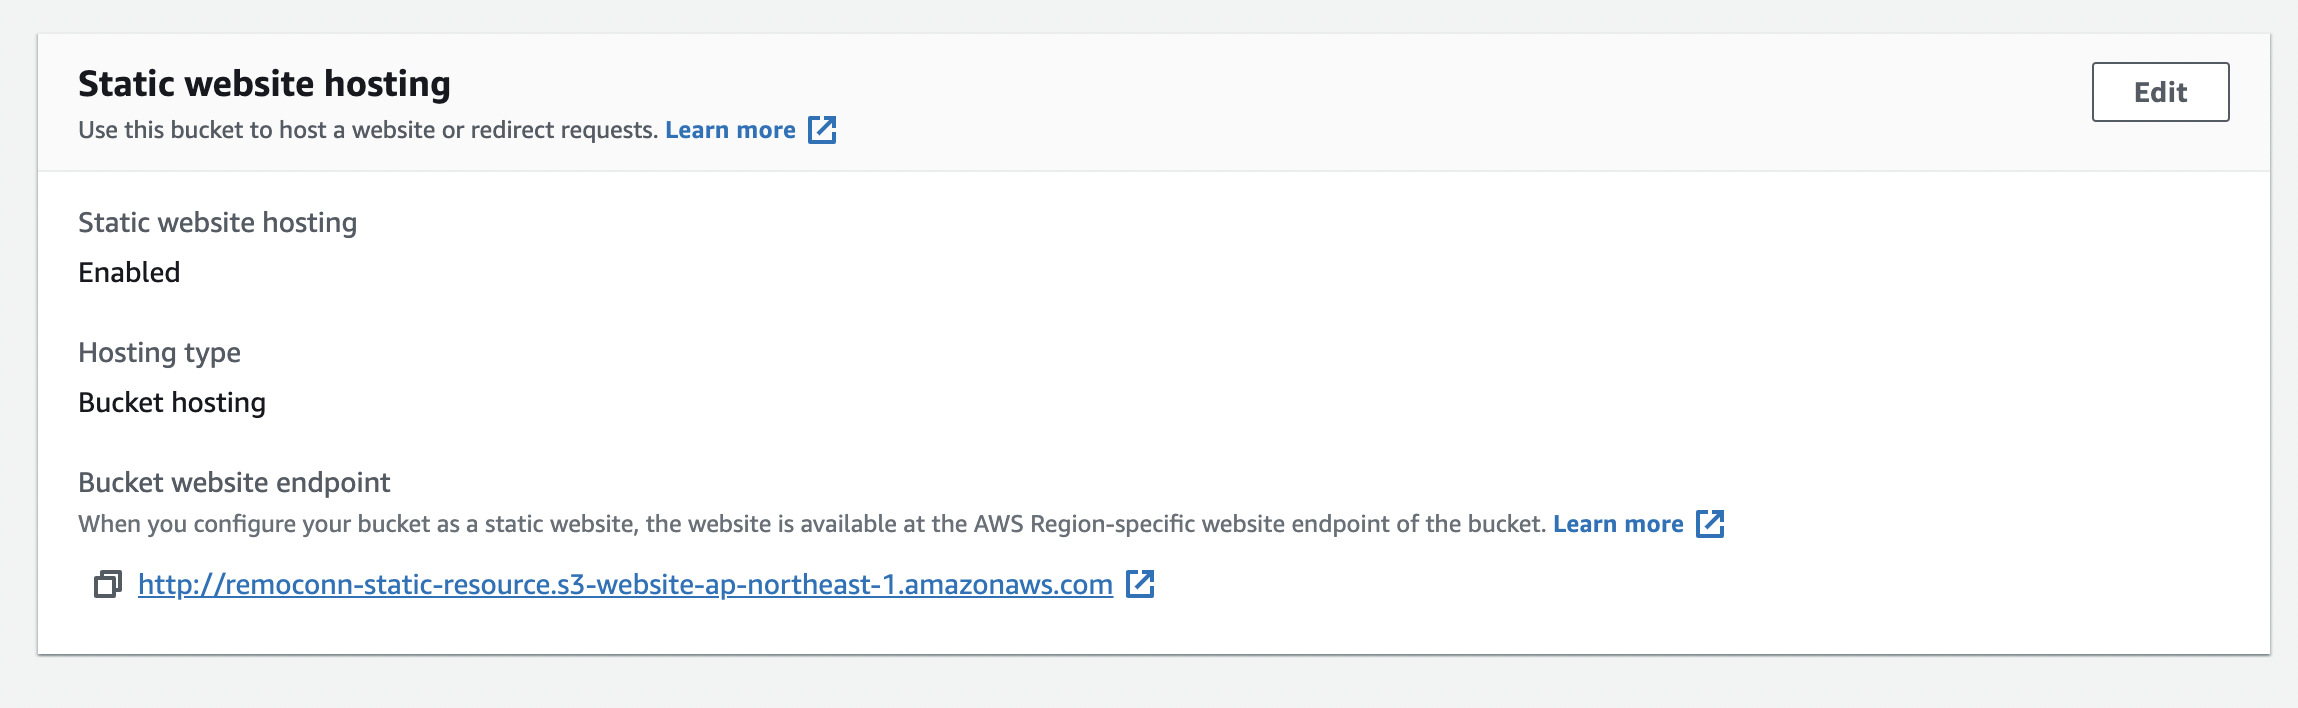 Static website hosting
Edit
Use this bucket to host a website or redirect requests. Learn more
Static website hosting
Enabled
Hosting type
Bucket hosting
Bucket website endpoint
When you configure your bucket as a static website, the website is available at the AWS Region-specific website endpoint of the bucket. Learn more
http://remoconn-static-resource.s3-website-ap-northeast-1.amazonaws.com